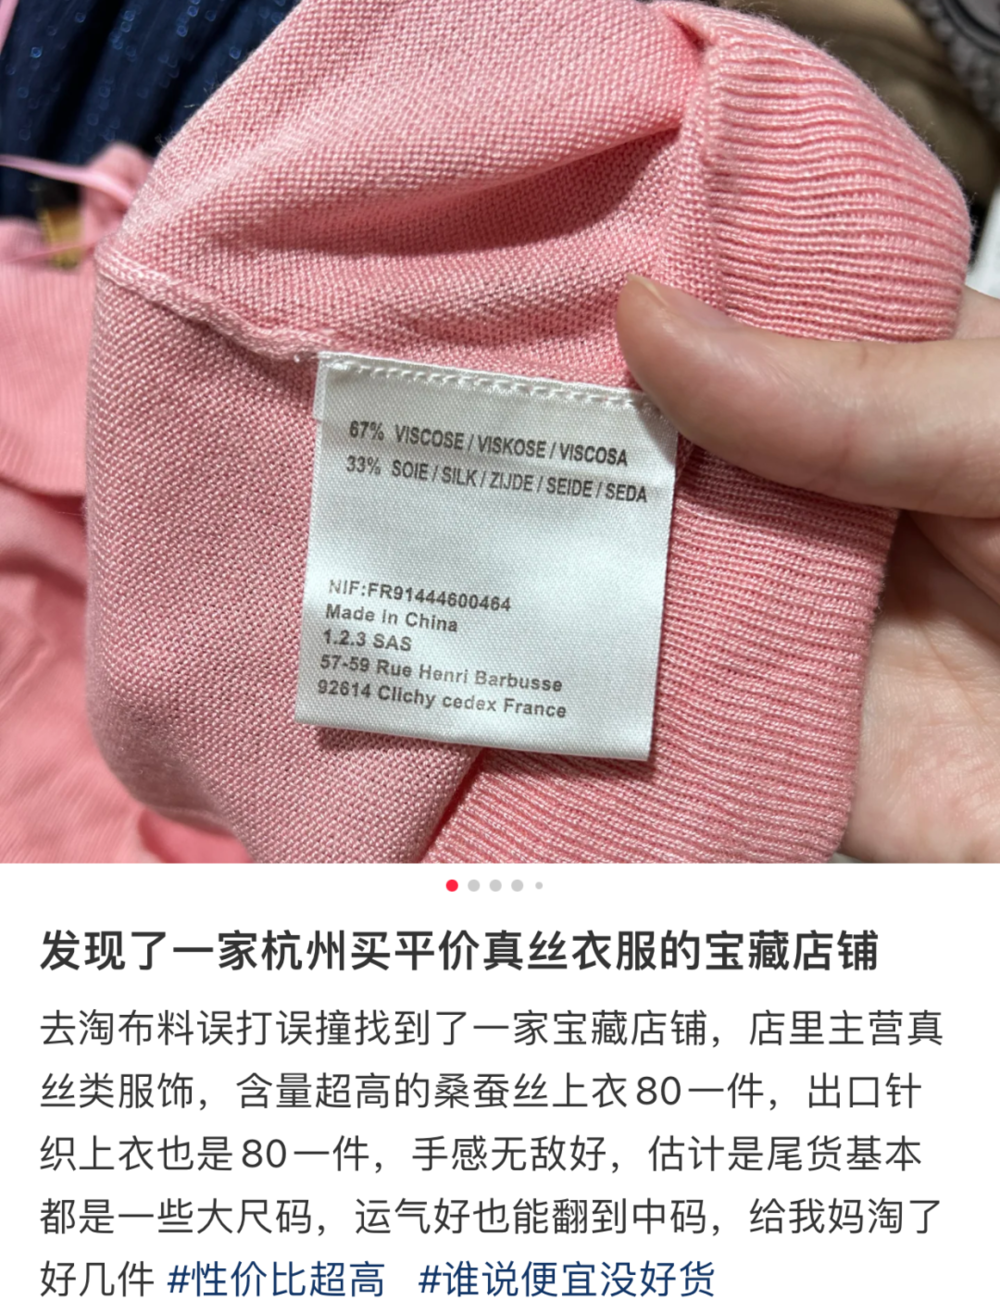 67% VISCOSE / VISKOSE / VISCOSA
33% SOIE / SILK / ZIJDE / SEIDE / SEDA
NIF:FR91444600464
Made in China
1.2.3 SAS
57-59 Rue Henri Barbusse
92614 Clichy cedex France
发现了一家杭州买平价真丝衣服的宝藏店铺
去淘布料误打误撞找到了一家宝藏店铺，店里主营真
丝类服饰，含量超高的桑蚕丝上衣80一件，出口针
织上衣也是80一件，手感无敌好，估计是尾货基本
都是一些大尺码，运气好也能翻到中码，给我妈淘了
好几件 #性价比超高 #谁说便宜没好货